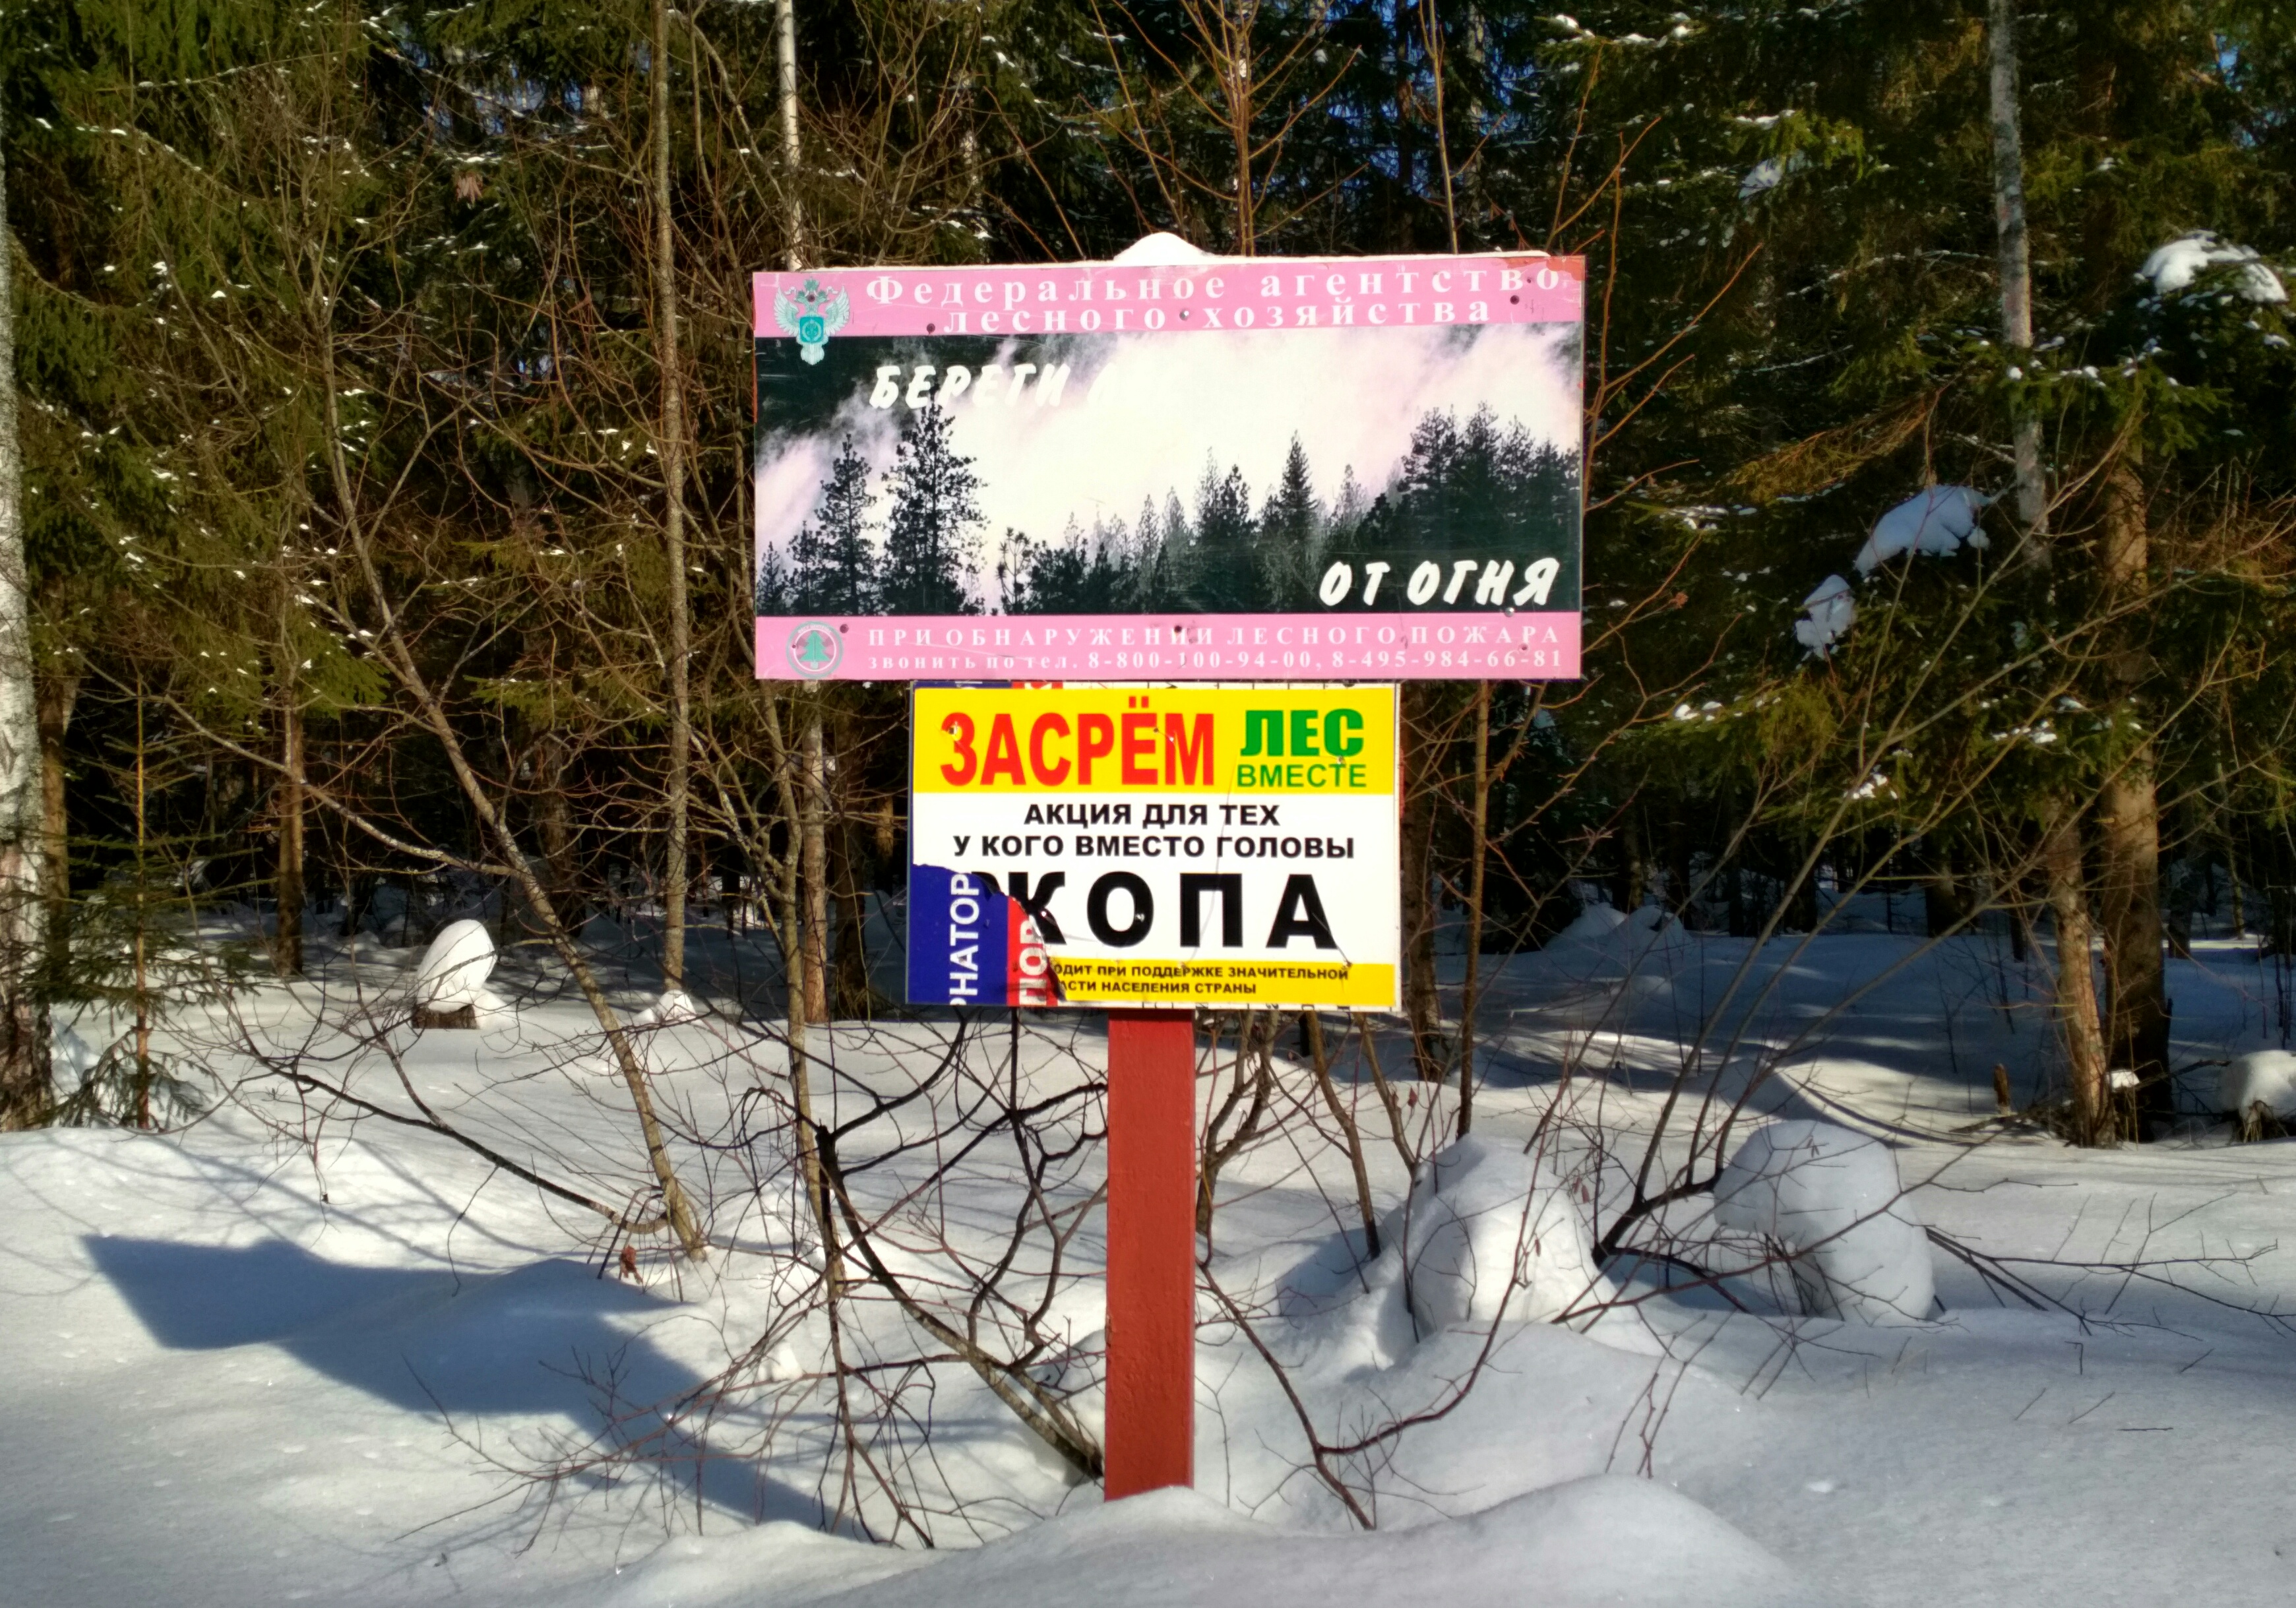 Федеральное агентство
лесного хозяйства
БЕРЕГИ
ОТ ОГНЯ
ПРИ ОБНАРУЖЕНИИ ЛЕСНОГО ПОЖАРА
звонить по тел. 8-800-100-94-00, 8-495-984-66-81
ЗАСРЁМ ЛЕС
ВМЕСТЕ
АКЦИЯ ДЛЯ ТЕХ
У КОГО ВМЕСТО ГОЛОВЫ
ЖОПА
ПРИ ПОДДЕРЖКЕ ЗНАЧИТЕЛЬНОЙ
НАСЕЛЕНИЯ СТРАНЫ